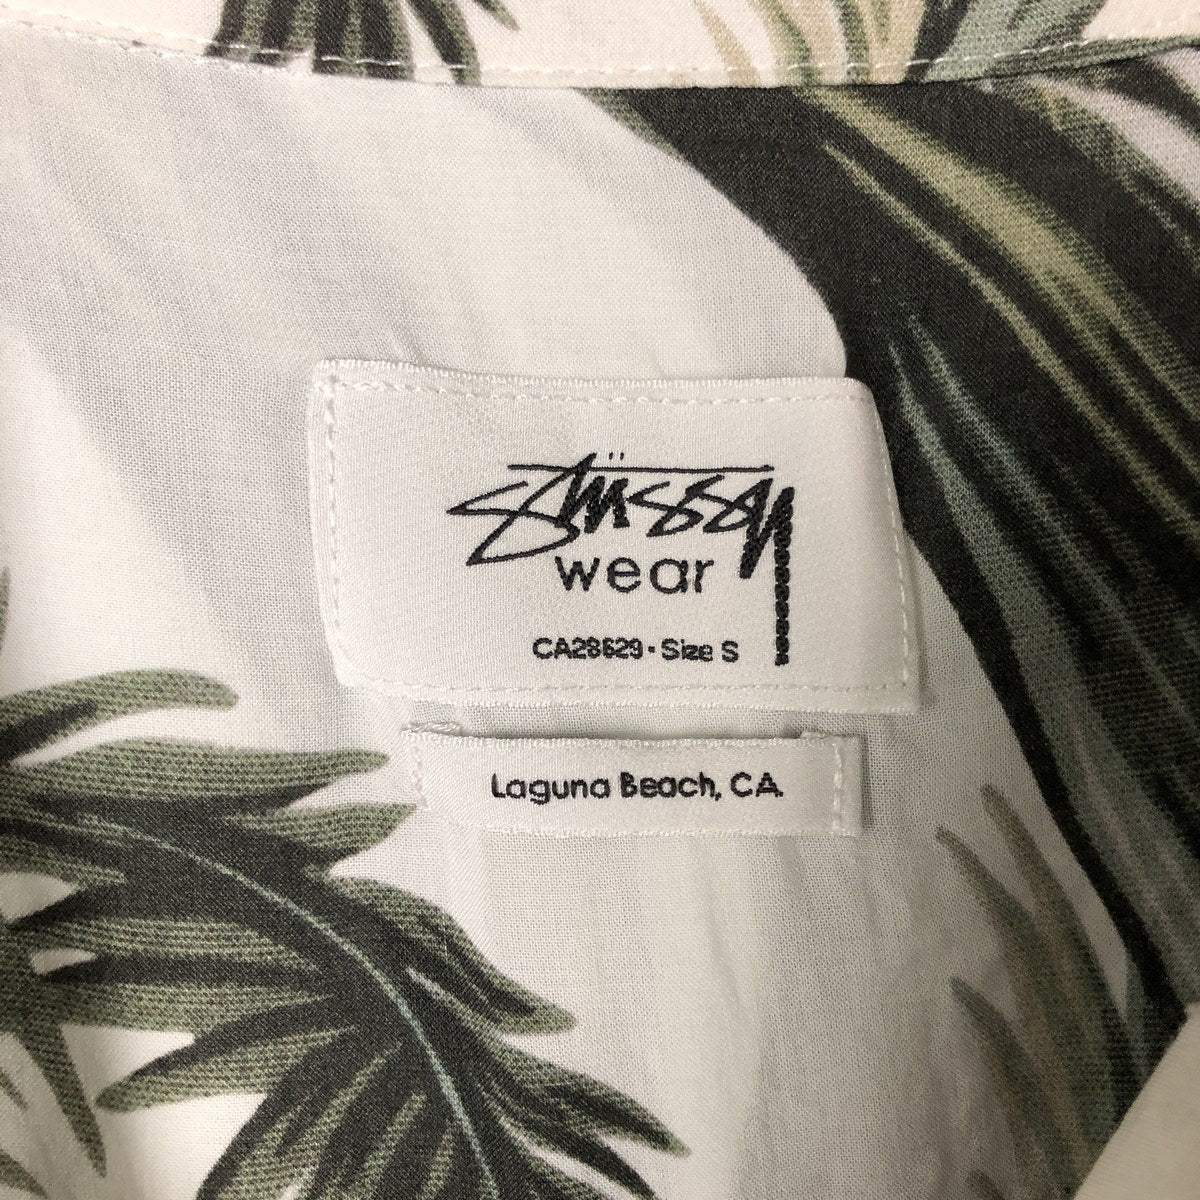 Stüssy
wear
CA28629 • Size S
Laguna Beach, CA.